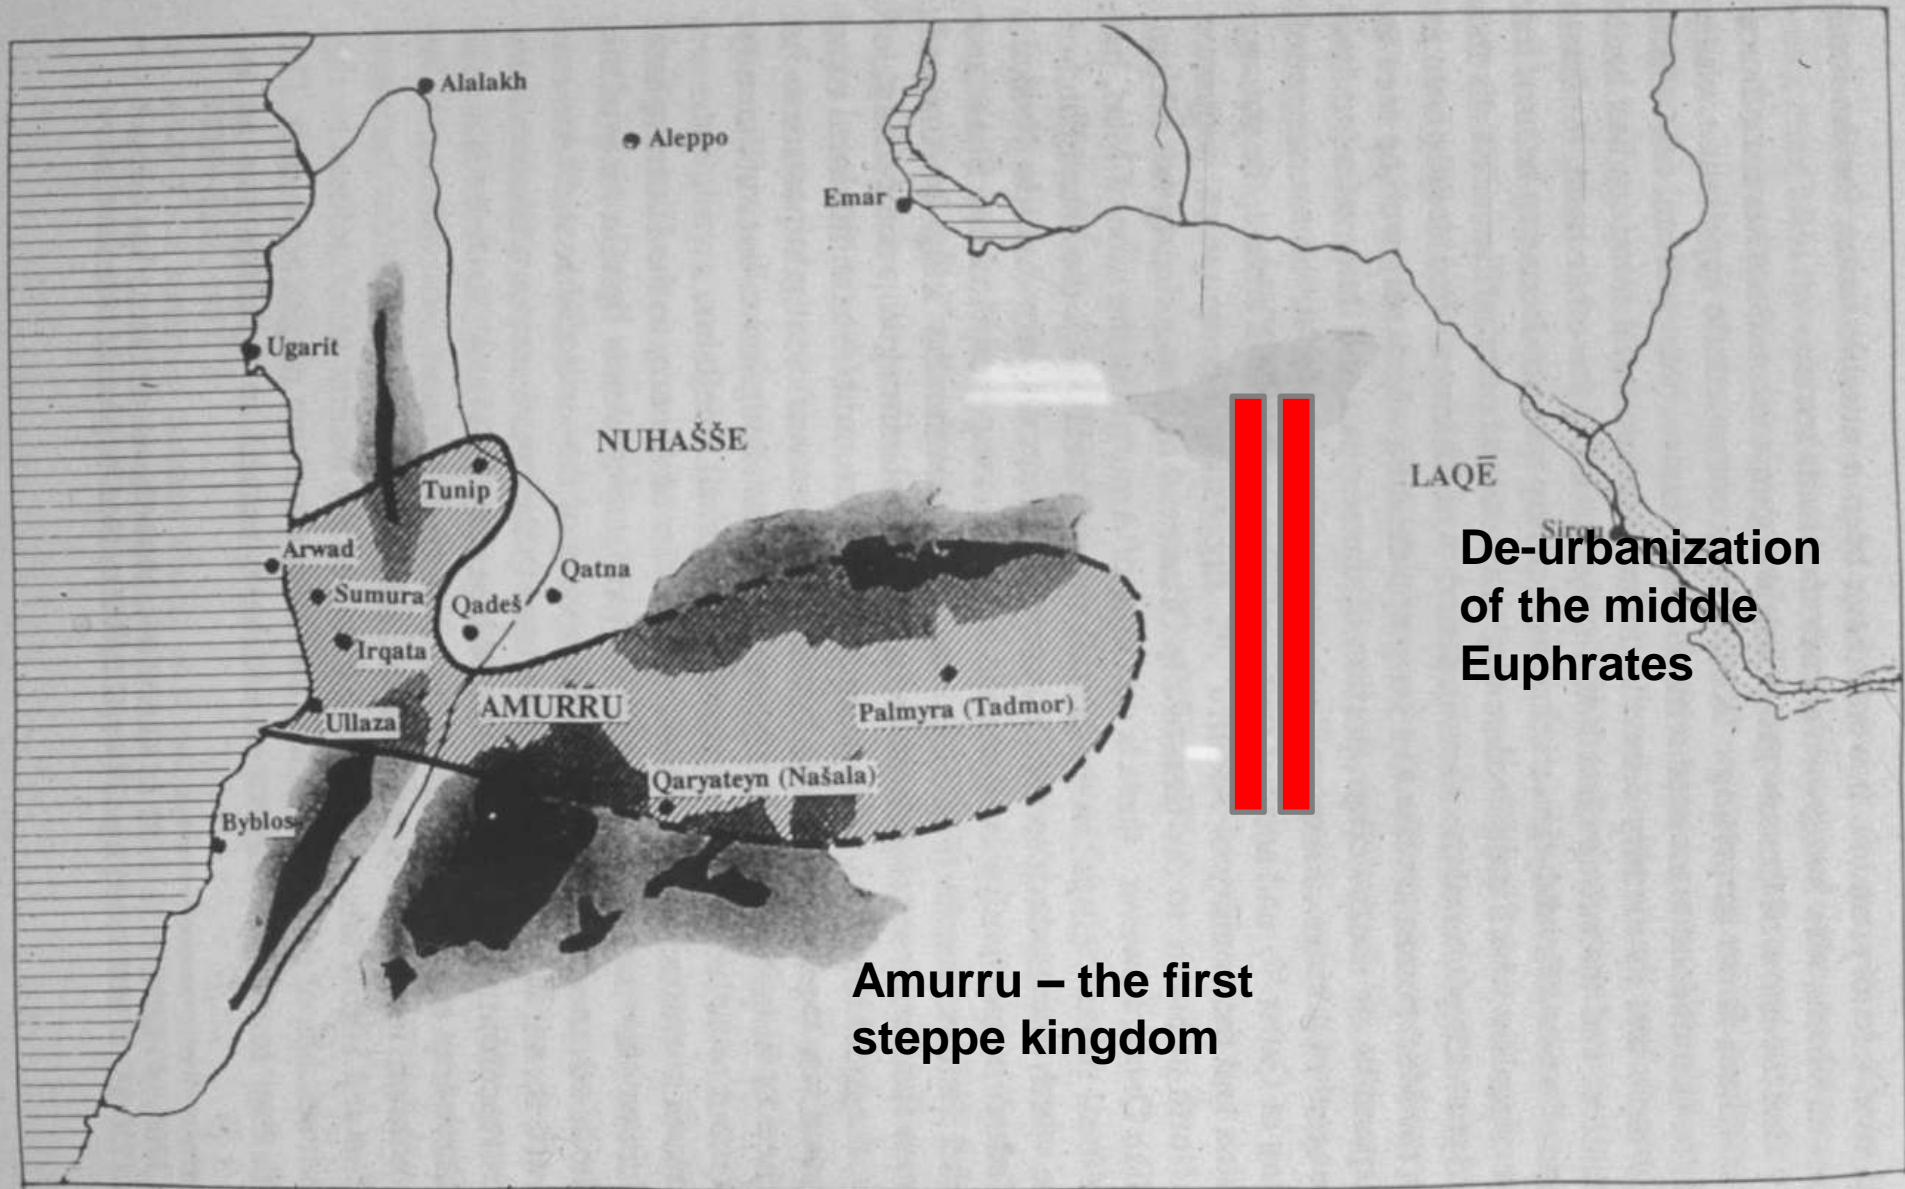 Alalakh
Aleppo
Emar
Ugarit
NUHAŠŠE
Tunip
LAQĒ
Arwad
Qatna
Sumura
Qadeš
Irqata
De-urbanization
of the middle
Euphrates
AMURRU
Palmyra (Tadmor)
Ullaza
Qaryateyn (Našala)
Byblos
Amurru – the first
steppe kingdom